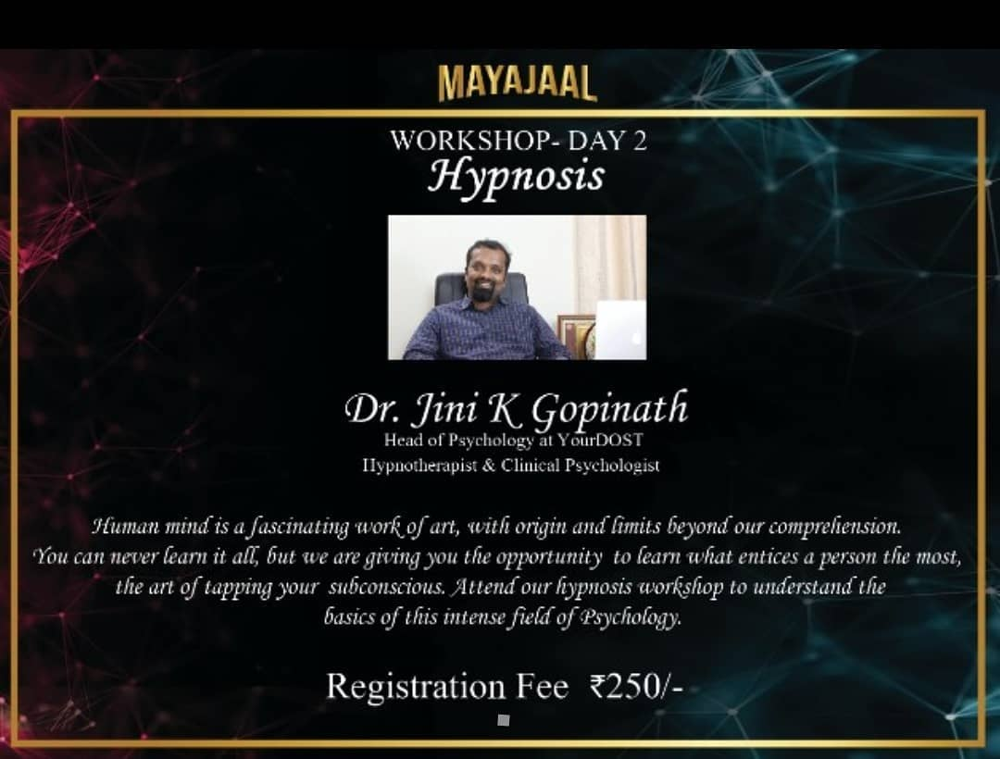 MAYAJAAL
WORKSHOP- DAY 2
Hypnosis
Dr. Jini K Gopinath
Head of Psychology at YourDOST
Hypnotherapist & Clinical Psychologist
Human mind is a fascinating work of art, with origin and limits beyond our comprehension.
You can never learn it all, but we are giving you the opportunity to learn what entices a person the most,
the art of tapping your subconscious. Attend our hypnosis workshop to understand the
basics of this intense field of Psychology.
Registration Fee ₹250/-